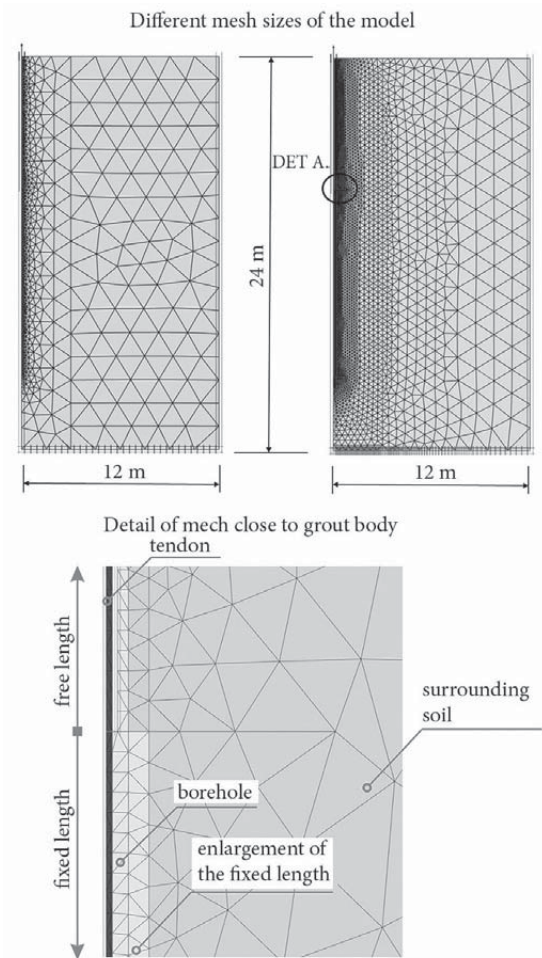 Different mesh sizes of the model
DET A.
24 m
12 m
12 m
Detail of mech close to grout body
tendon
free length
surrounding
soil
borehole
fixed length
enlargement of
the fixed length